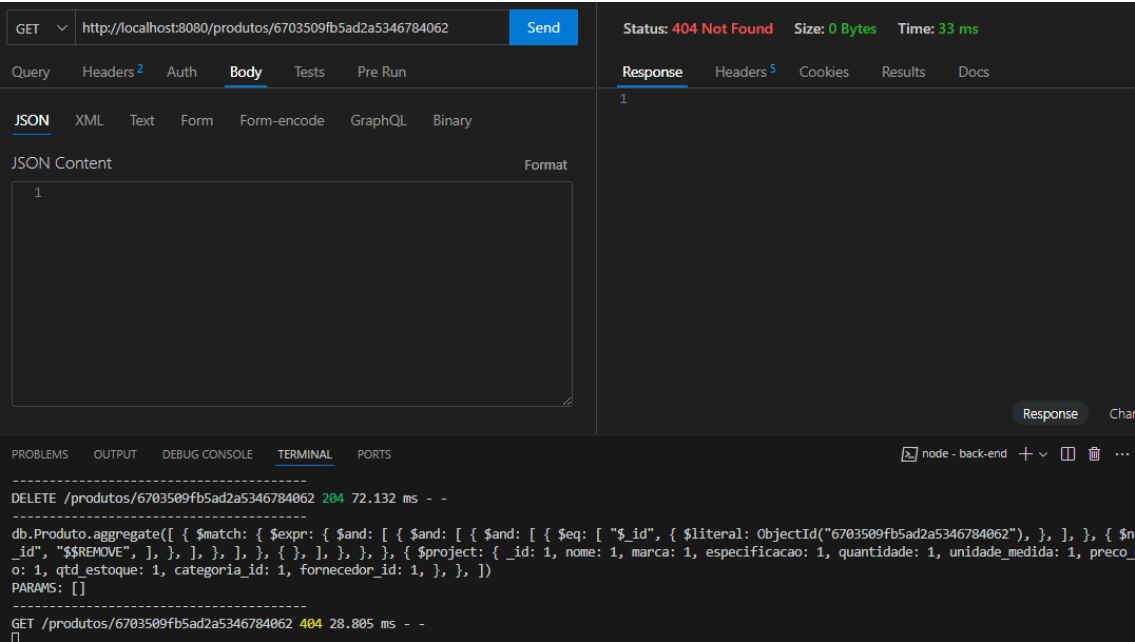 GET http://localhost:8080/produtos/6703509fb5ad2a5346784062 Send
Status: 404 Not Found Size: 0 Bytes Time: 33 ms
Query Headers 2 Auth Body Tests Pre Run
Response Headers 5 Cookies Results Docs
1
JSON XML Text Form Form-encode GraphQL Binary
JSON Content Format
1
Response Char
PROBLEMS OUTPUT DEBUG CONSOLE TERMINAL PORTS
node - back-end
----------------------------------------
DELETE /produtos/6703509fb5ad2a5346784062 204 72.132 ms - -
----------------------------------------
db.Produto.aggregate([ { $match: { $expr: { $and: [ { $and: [ { $and: [ { $eq: [ "$_id", { $literal: ObjectId("6703509fb5ad2a5346784062"), }, ], }, { $n
_id", "$$REMOVE", ], }, ], }, ], }, { }, ], }, }, }, { $project: { _id: 1, nome: 1, marca: 1, especificacao: 1, quantidade: 1, unidade_medida: 1, preco_
o: 1, qtd_estoque: 1, categoria_id: 1, fornecedor_id: 1, }, }, ])
PARAMS: []
----------------------------------------
GET /produtos/6703509fb5ad2a5346784062 404 28.805 ms - -